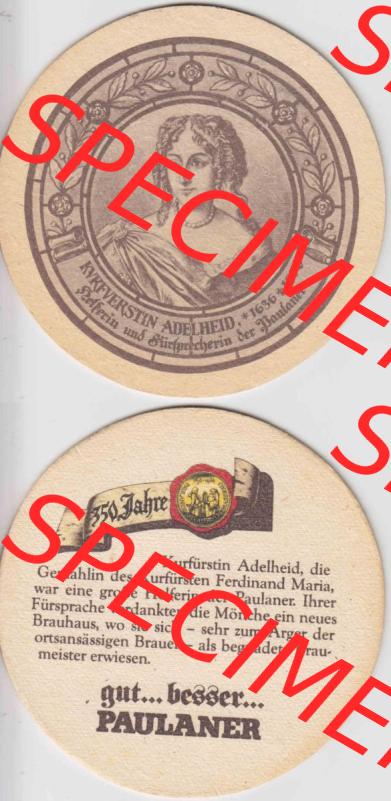 KVRFVERSTIN ADELHEID, *1636*
Helferin und Fürsprecherin der Paulaner
SPECIMEN
350 Jahre
Kurfürstin Adelheid, die
Gemahlin des Kurfürsten Ferdinand Maria,
war eine große Helferin der Paulaner. Ihrer
Fürsprache verdankten die Mönche ein neues
Brauhaus, wo sie sich – sehr zum Ärger der
ortsansässigen Brauer – als begnadete Brau-
meister erwiesen.
gut... besser...
PAULANER
SPECIMEN